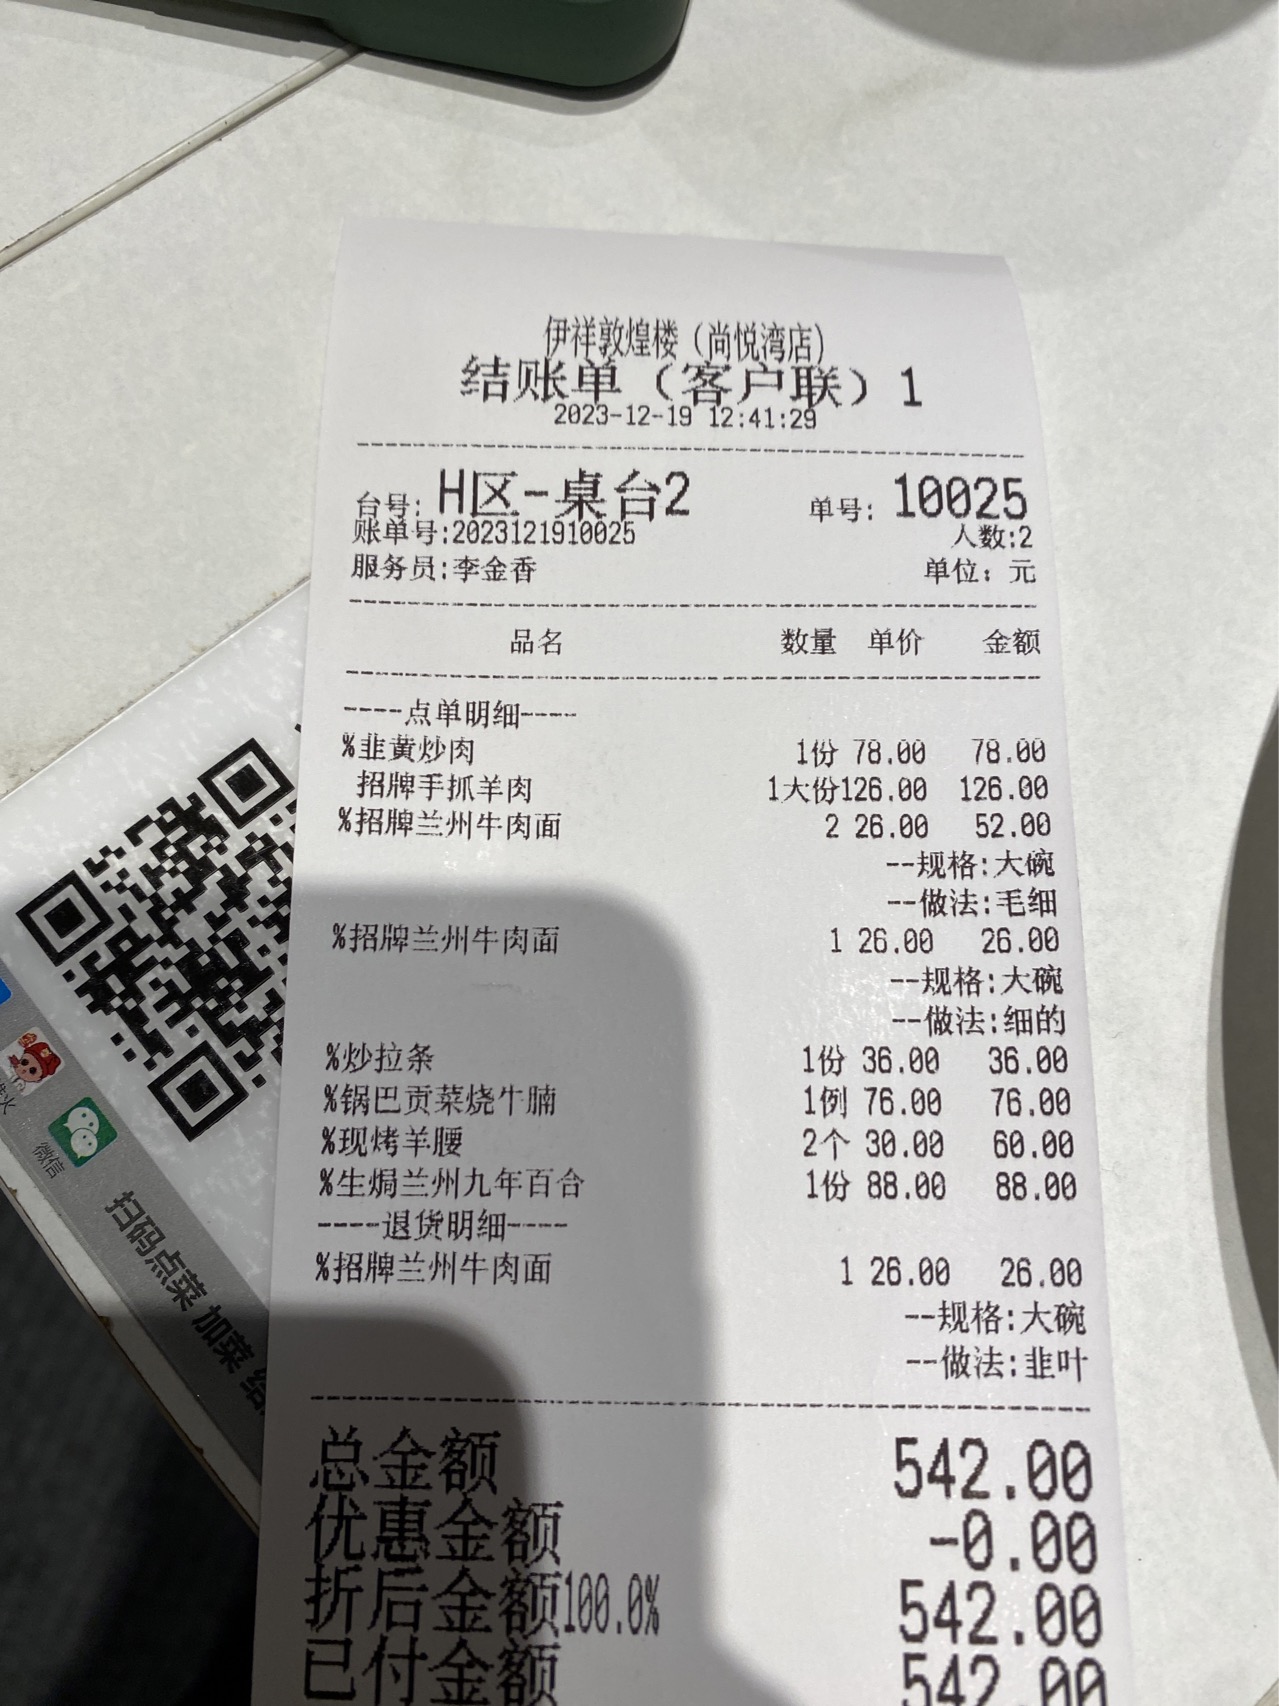 伊祥敦煌楼（尚悦湾店）
结账单（客户联）1
2023-12-19 12:41:29
台号: H区-桌台2 单号: 10025
账单号:2023121910025 人数:2
服务员:李金香 单位：元
品名 数量 单价 金额
----点单明细----
%韭黄炒肉 1份 78.00 78.00
招牌手抓羊肉 1大份126.00 126.00
%招牌兰州牛肉面 2 26.00 52.00
--规格:大碗
--做法:毛细
%招牌兰州牛肉面 1 26.00 26.00
--规格:大碗
--做法:细的
%炒拉条 1份 36.00 36.00
%锅巴贡菜烧牛腩 1例 76.00 76.00
%现烤羊腰 2个 30.00 60.00
%生焗兰州九年百合 1份 88.00 88.00
----退货明细----
%招牌兰州牛肉面 1 26.00 26.00
--规格:大碗
--做法:韭叶
总金额 542.00
优惠金额 -0.00
折后金额100.0% 542.00
已付金额 542.00
微信
扫码点菜 加菜